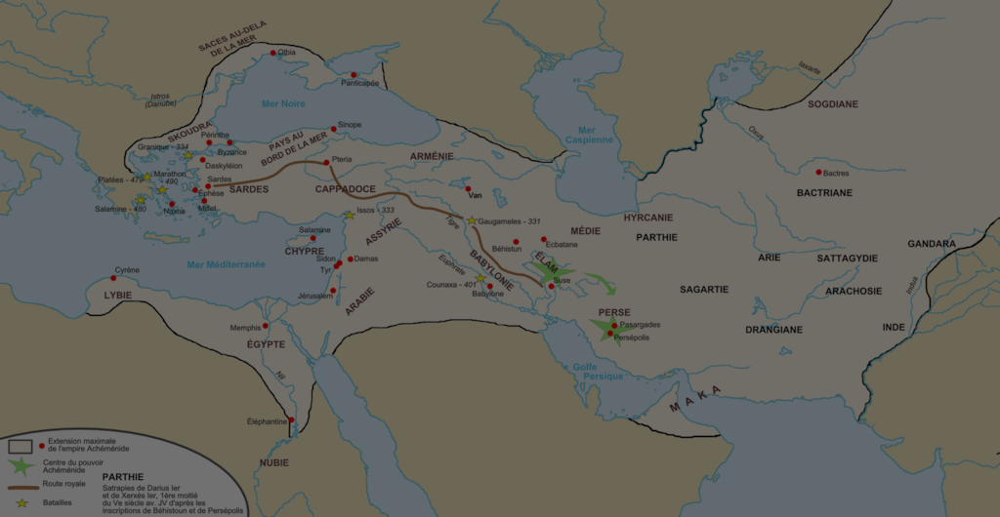 SACES AU-DELA
DE LA MER
Olbia
Panticapée
Iaxarte
Istros
(Danube)
Mer Noire
SOGDIANE
SKOUDRA
Périnthe
Sinope
PAYS AU
BORD DE LA MER
Mer
Caspienne
Oxus
Granique - 334
Byzance
ARMÉNIE
Pteria
Daskyléion
Bactres
Platées - 479
Marathon
- 490
Sardes
SARDES
CAPPADOCE
Van
BACTRIANE
Éphèse
Salamine - 480
Naxos
Milet
Issos - 333
Tigre
Gaugameles - 331
HYRCANIE
Salamine
ASSYRIE
MÉDIE
PARTHIE
CHYPRE
Béhistun
Ecbatane
GANDARA
Mer Méditerranée
Sidon
Damas
Tyr
Euphrate
BABYLONIE
ÉLAM
ARIE
SATTAGYDIE
Cyrène
LYBIE
Jérusalem
ARABIE
Counaxa - 401
Babylone
Suse
SAGARTIE
ARACHOSIE
Indus
PERSE
Memphis
Pasargades
Persépolis
DRANGIANE
INDE
ÉGYPTE
Nil
Golfe
Persique
MAKA
Éléphantine
NUBIE
Extension maximale
de l'empire Achéménide
Centre du pouvoir
Achéménide
Route royale
Batailles
PARTHIE
Satrapies de Darius Ier
et de Xerxès Ier, 1ère moitié
du Ve siècle av. JV d'après les
inscriptions de Béhistoun et de Persépolis